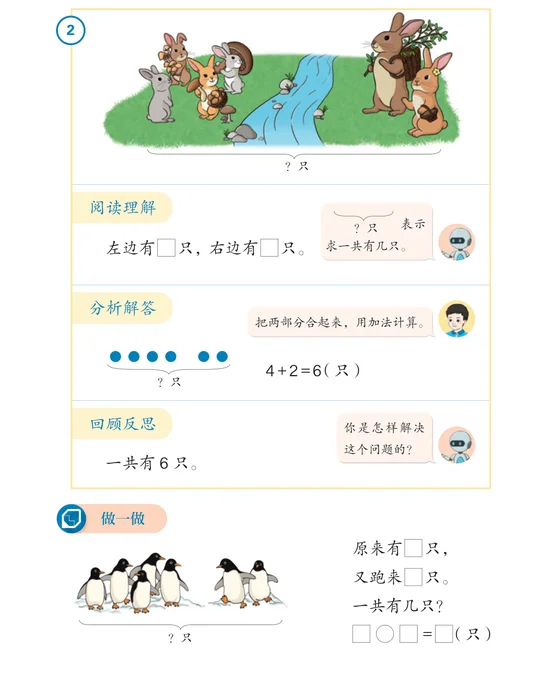 2
? 只
阅读理解
左边有□只，右边有□只。
? 只 表示
求一共有几只。
分析解答
把两部分合起来，用加法计算。
? 只
4+2=6(只)
回顾反思
你是怎样解决
这个问题的?
一共有6只。
做一做
原来有□只，
又跑来□只。
一共有几只?
□○□=□(只)
? 只